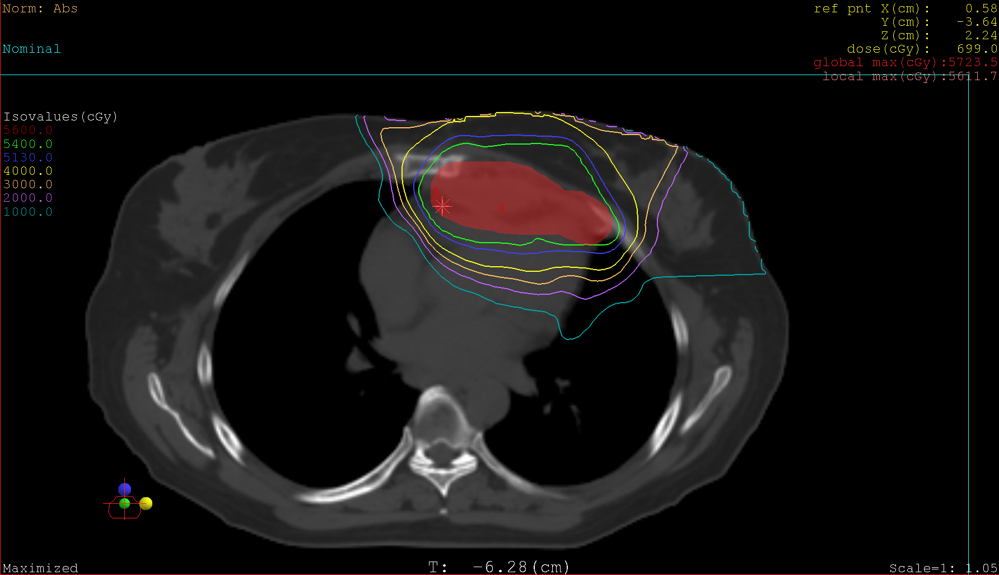 Norm: Abs
ref pnt X(cm): 0.58
Y(cm): -3.64
Z(cm): 2.24
Nominal
dose(cGy): 699.0
global max(cGy):5723.5
local max(cGy):5611.7
Isovalues(cGy)
5600.0
5400.0
5130.0
4000.0
3000.0
2000.0
1000.0
Maximized
T: -6.28(cm)
Scale=1: 1.05